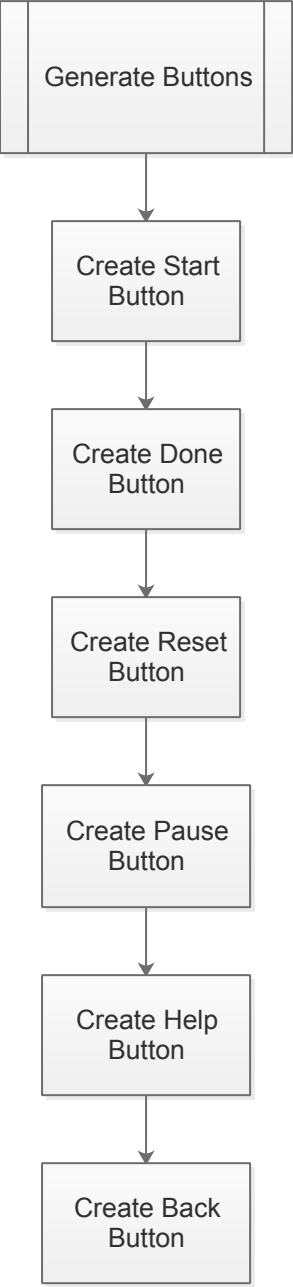 Generate Buttons
Create Start
Button
Create Done
Button
Create Reset
Button
Create Pause
Button
Create Help
Button
Create Back
Button